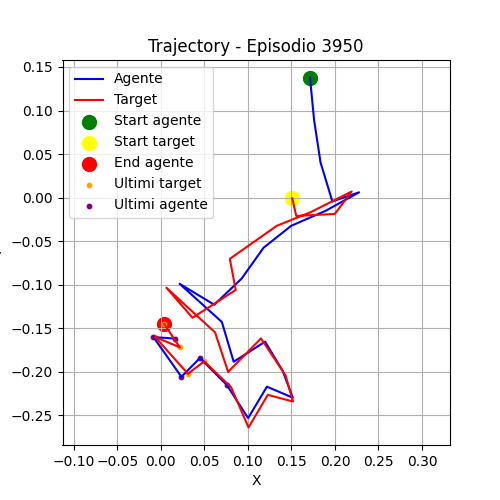 Trajectory - Episodio 3950
Agente
Target
Start agente
Start target
End agente
Ultimi target
Ultimi agente
0.15
0.10
0.05
0.00
−0.05
−0.10
−0.15
−0.20
−0.25
−0.10 −0.05 0.00 0.05 0.10 0.15 0.20 0.25 0.30
X